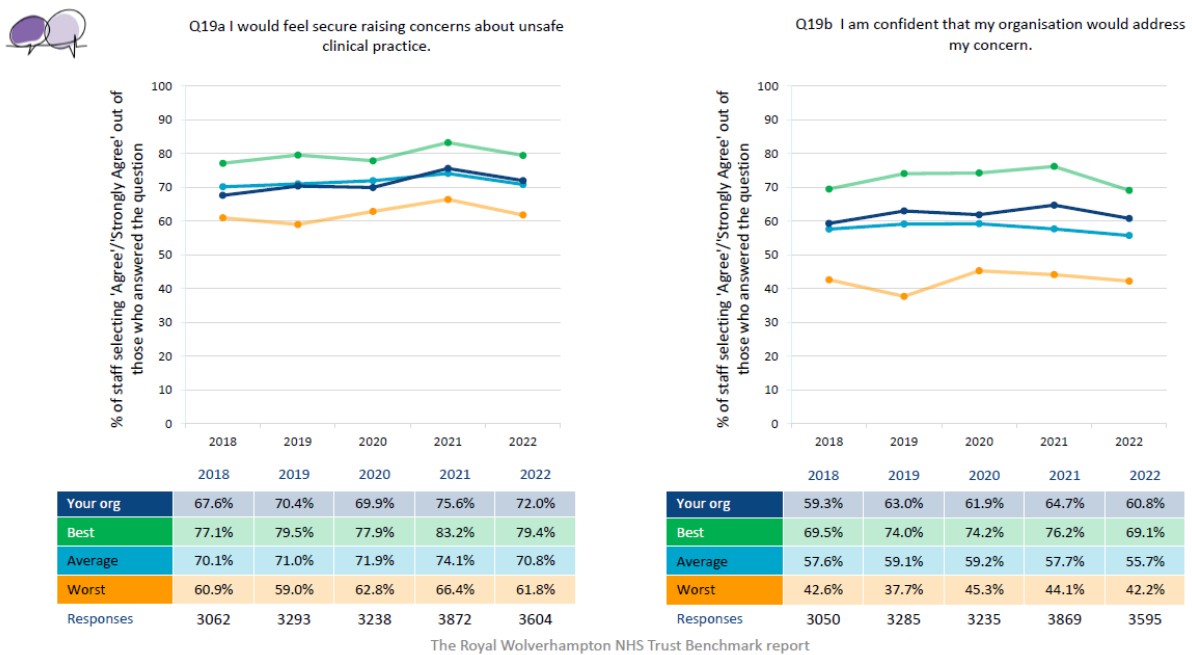 Q19a I would feel secure raising concerns about unsafe
clinical practice.
% of staff selecting 'Agree'/'Strongly Agree' out of
those who answered the question
100
90
80
70
60
50
40
30
20
10
0
2018 2019 2020 2021 2022
2018 2019 2020 2021 2022
Your org 67.6% 70.4% 69.9% 75.6% 72.0%
Best 77.1% 79.5% 77.9% 83.2% 79.4%
Average 70.1% 71.0% 71.9% 74.1% 70.8%
Worst 60.9% 59.0% 62.8% 66.4% 61.8%
Responses 3062 3293 3238 3872 3604
Q19b I am confident that my organisation would address
my concern.
% of staff selecting 'Agree'/'Strongly Agree' out of
those who answered the question
100
90
80
70
60
50
40
30
20
10
0
2018 2019 2020 2021 2022
2018 2019 2020 2021 2022
Your org 59.3% 63.0% 61.9% 64.7% 60.8%
Best 69.5% 74.0% 74.2% 76.2% 69.1%
Average 57.6% 59.1% 59.2% 57.7% 55.7%
Worst 42.6% 37.7% 45.3% 44.1% 42.2%
Responses 3050 3285 3235 3869 3595
The Royal Wolverhampton NHS Trust Benchmark report